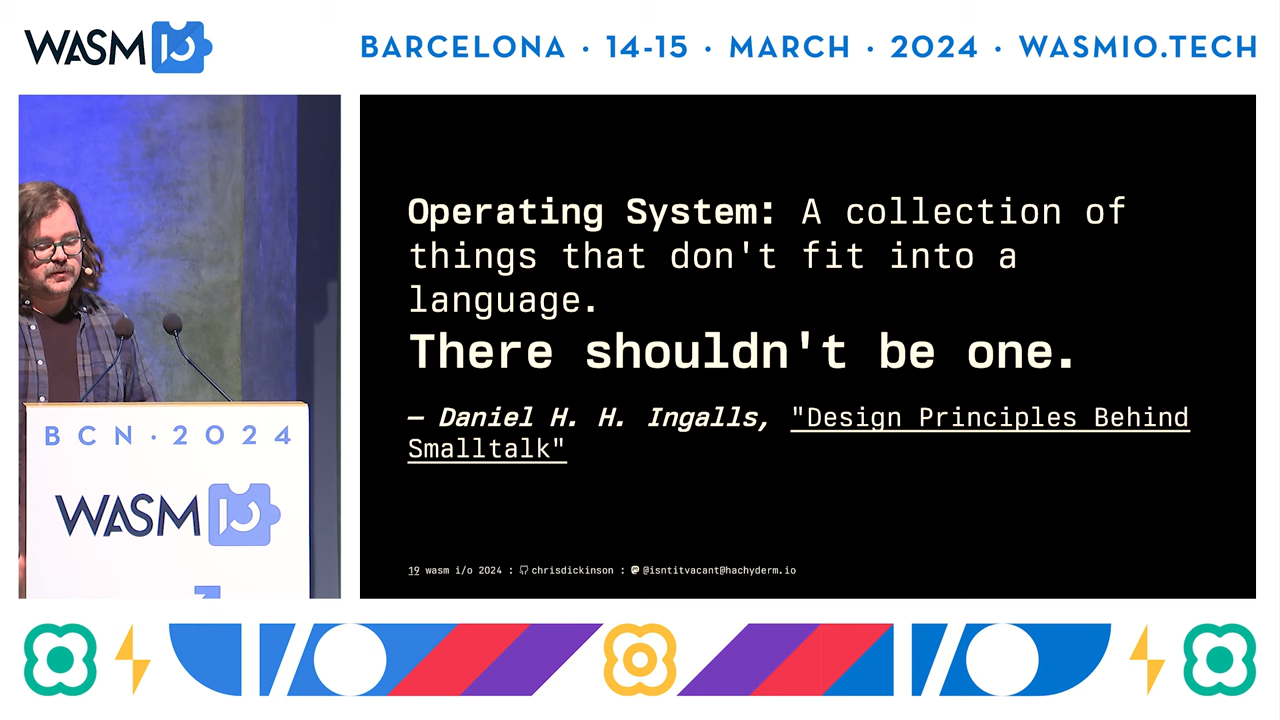 WASM IO
BARCELONA · 14-15 · MARCH · 2024 · WASMIO.TECH
Operating System: A collection of
things that don't fit into a
language.
There shouldn't be one.
— Daniel H. H. Ingalls, "Design Principles Behind
Smalltalk"
19 wasm i/o 2024 : chrisdickinson : @isntitvacant@hachyderm.io
BCN·2024
WASM IO
I/O
I/O